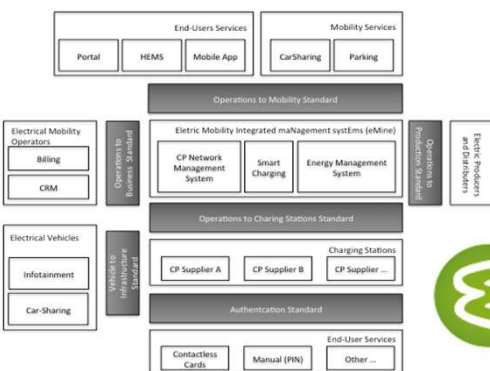 End-Users Services
Portal
HEMS
Mobile App
Mobility Services
CarSharing
Parking
Operations to Mobility Standard
Electrical Mobility
Operators
Billing
CRM
Operations to
Business Standard
Eletric Mobility Integrated maNagement systEms (eMine)
CP Network
Management
System
Smart
Charging
Energy Management
System
Operations to
Production Standard
Electric Producers
and Distributers
Operations to Charing Stations Standard
Electrical Vehicles
Infotainment
Car-Sharing
Vehicle to
Infrastructure
Standard
Charging Stations
CP Supplier A
CP Supplier B
CP Supplier ...
Authentcation Standard
End-User Services
Contactless
Cards
Manual (PIN)
Other ...